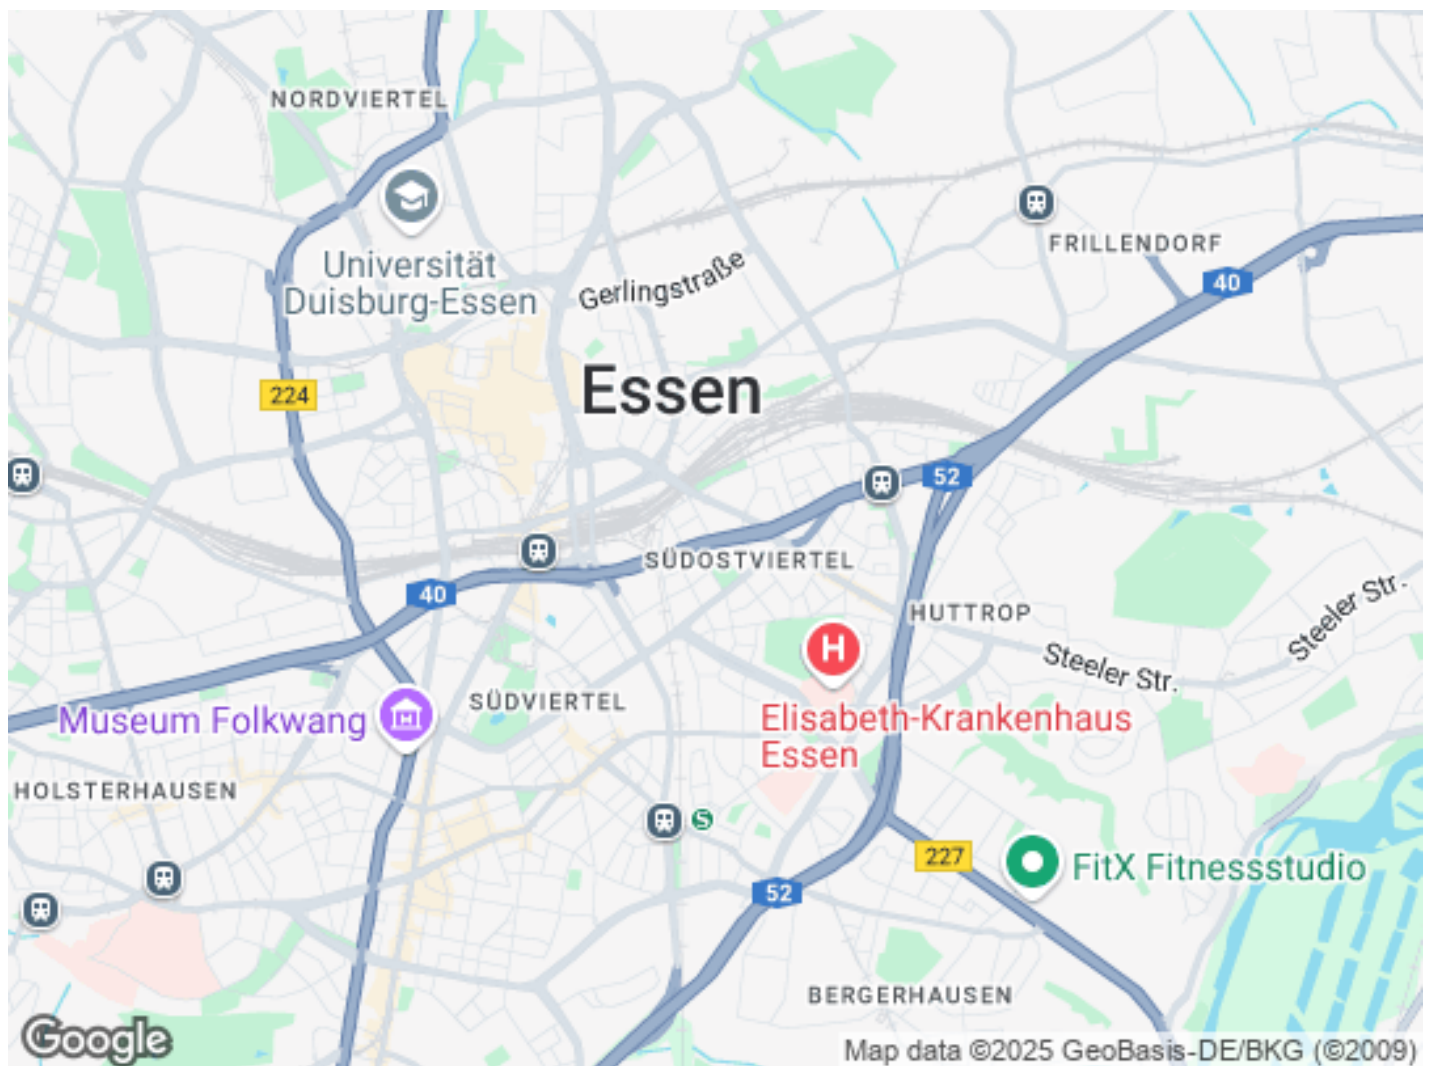 NORDVIERTEL
Universität
Duisburg-Essen
Gerlingstraße
FRILLENDORF
40
224
Essen
52
SÜDOSTVIERTEL
40
HUTTROP
Steeler Str.
Steeler Str.
H
Elisabeth-Krankenhaus
Essen
SÜDVIERTEL
Museum Folkwang
HOLSTERHAUSEN
S
227
FitX Fitnessstudio
52
BERGERHAUSEN
Google
Map data ©2025 GeoBasis-DE/BKG (©2009)